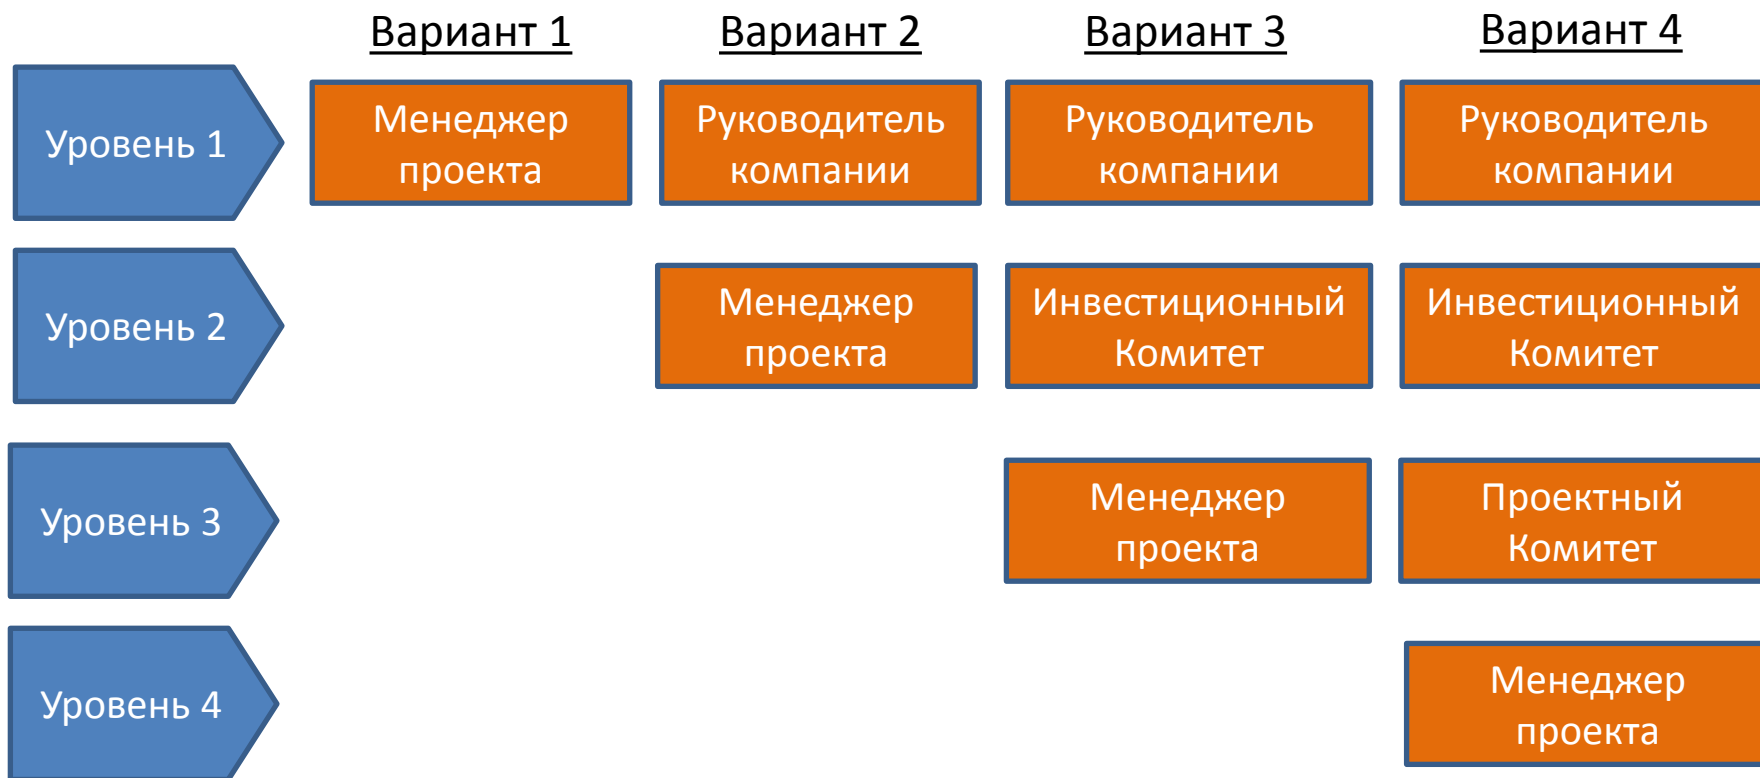 Вариант 1
Вариант 2
Вариант 3
Вариант 4
Уровень 1
Менеджер
проекта
Руководитель
компании
Руководитель
компании
Руководитель
компании
Уровень 2
Менеджер
проекта
Инвестиционный
Комитет
Инвестиционный
Комитет
Уровень 3
Менеджер
проекта
Проектный
Комитет
Уровень 4
Менеджер
проекта